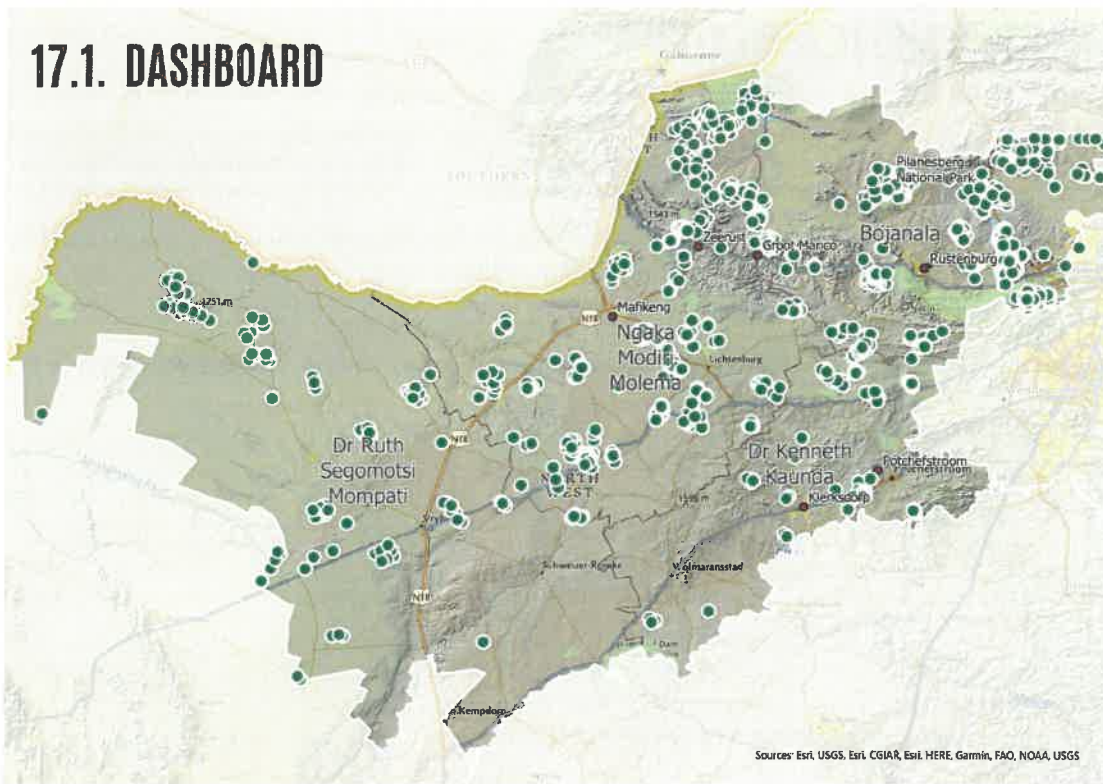 17.1. DASHBOARD
Gaborone
Pilanesberg
National Park
Bojanala
1541 m
Zeerust
Groot Marico
Rustenburg
N18
Mafikeng
Ngaka
Modiri
Molema
Lichtenburg
Dr Ruth
Segomotsi
Mompati
N18
NORTH
WEST
Dr Kenneth
Kaunda
Potchefstroom
Klerksdorp
Schweizer-Reneke
Wolmaransstad
N18
Dam
Kempdorp
Sources: Esri, USGS, Esri, CGIAR, Esri, HERE, Garmin, FAO, NOAA, USGS